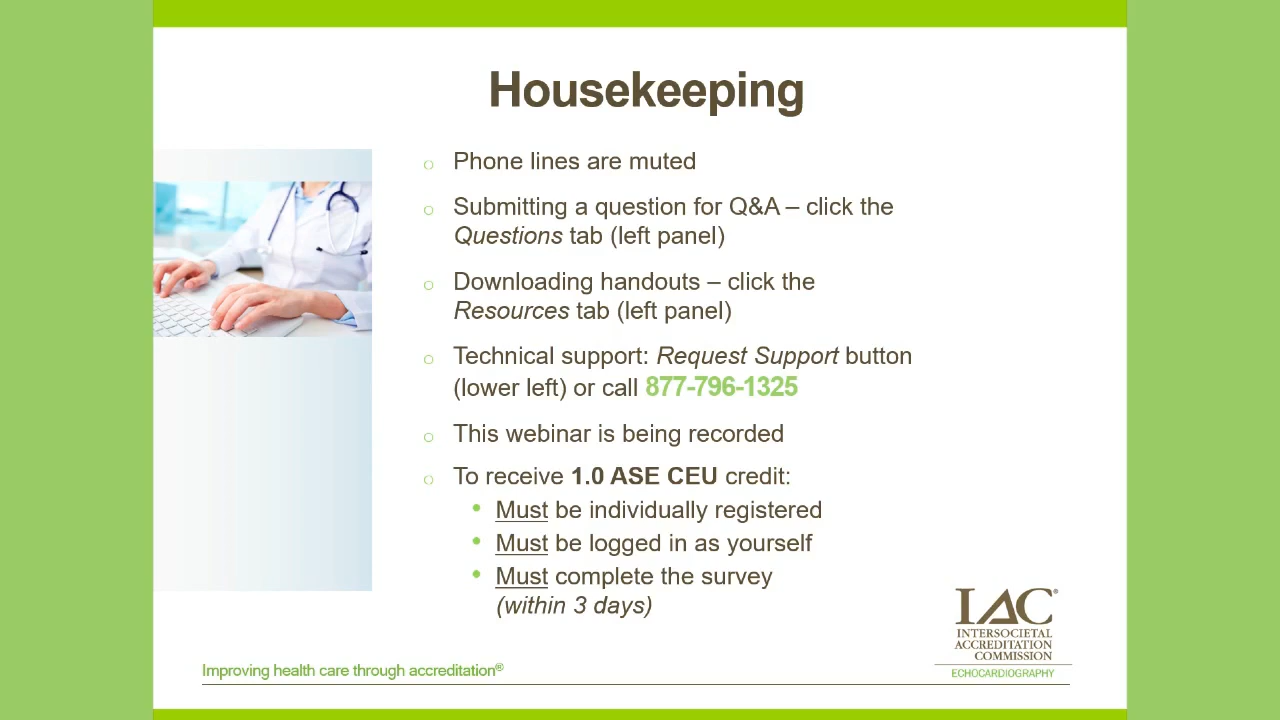 Housekeeping
o Phone lines are muted
o Submitting a question for Q&A – click the
Questions tab (left panel)
o Downloading handouts – click the
Resources tab (left panel)
o Technical support: Request Support button
(lower left) or call 877-796-1325
o This webinar is being recorded
o To receive 1.0 ASE CEU credit:
• Must be individually registered
• Must be logged in as yourself
• Must complete the survey
(within 3 days)
IAC®
INTERSOCIETAL
ACCREDITATION
COMMISSION
ECHOCARDIOGRAPHY
Improving health care through accreditation®